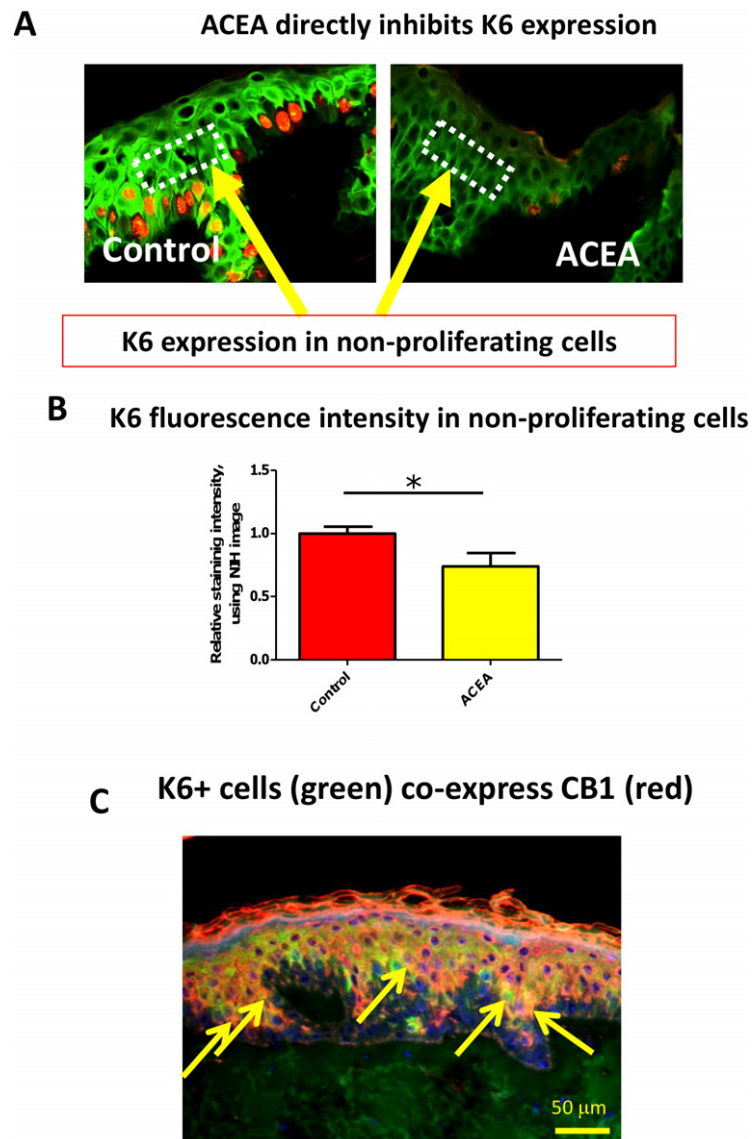 A
ACEA directly inhibits K6 expression
Control
ACEA
K6 expression in non-proliferating cells
B
K6 fluorescence intensity in non-proliferating cells
Relative staininig intensity,
using NIH image
1.5
1.0
0.5
0.0
*
Control
ACEA
C
K6+ cells (green) co-express CB1 (red)
50 µm